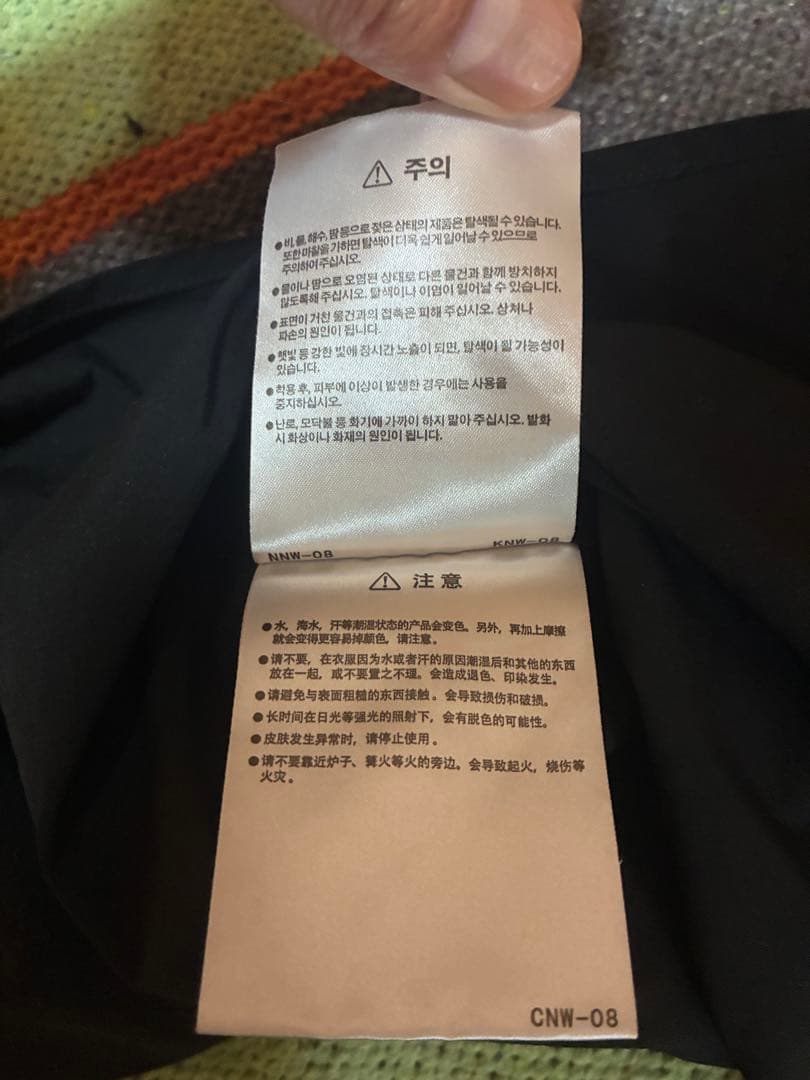 ⚠ 주의
●비, 물, 해수, 땀 등으로 젖은 상태의 제품은 탈색될 수 있습니다.
또한 마찰을 가하면 탈색이 더욱 쉽게 일어날 수 있으므로
주의하여 주십시오.
●물이나 땀으로 오염된 상태로 다른 물건과 함께 방치하지
않도록해 주십시오. 탈색이나 이염이 일어날 수 있습니다.
●표면이 거친 물건과의 접촉은 피해 주십시오. 상처나
파손의 원인이 됩니다.
●햇빛 등 강한 빛에 장시간 노출이 되면, 탈색이 될 가능성이
있습니다.
●착용 후, 피부에 이상이 발생한 경우에는 사용을
중지하십시오.
●난로, 모닥불 등 화기에 가까이 하지 말아 주십시오. 발화
시 화상이나 화재의 원인이 됩니다.
NNW-08 KNW-08
⚠ 注意
●水，海水，汗等潮湿状态的产品会变色。另外，再加上摩擦
就会变得更容易掉颜色，请注意。
●请不要，在衣服因为水或者汗的原因潮湿后和其他的东西
放在一起，或不要置之不理。会造成退色、印染发生。
●请避免与表面粗糙的东西接触。会导致损伤和破损。
●长时间在日光等强光的照射下，会有脱色的可能性。
●皮肤发生异常时，请停止使用。
●请不要靠近炉子、篝火等火的旁边。会导致起火，烧伤等
火灾。
CNW-08